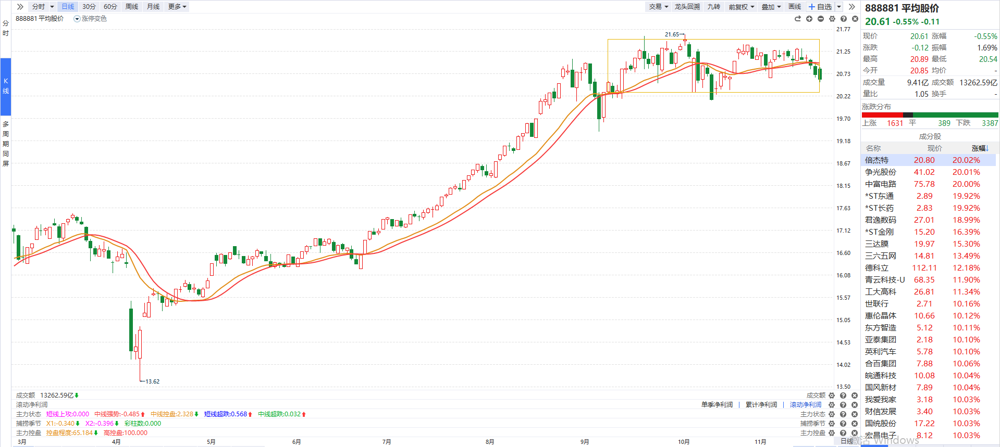 分时 日线 30分 60分 周线 月线 更多 交易 龙头回溯 九转 前复权 叠加 画线 自选
888881 平均股价 涨停变色
分时
K线
多周期同屏
21.77
21.25
20.73
20.22
19.70
19.18
18.67
18.15
17.63
17.12
16.60
16.08
15.57
15.05
14.53
14.02
13.50
21.65
13.62
成交额 13262.59亿 成交额
滚动净利润 单季净利润 | 累计净利润 | 滚动净利润
主力状态 短线上攻:0.000 中线强势:-0.485 中线控盘:2.328 短线超跌:0.568 中线超跌:0.032 主力状态
捕捞季节 X1:-0.340 X2:-0.396 彩柱数:0.000 捕捞季节
主力控盘 控盘程度:65.184 高控盘:100.000 主力控盘
3月 4月 5月 6月 7月 8月 9月 10月 11月 日线
888881 平均股价
20.61 -0.55% -0.11
现价 20.61 涨幅 -0.55%
涨跌 -0.12 振幅 1.69%
最高 20.89 最低 20.54
今开 20.85 均价 -
成交量 9.41亿 成交额 13262.59亿
量比 1.05 换手 -
涨跌分布
上涨 1631 平 389 下跌 3387
成分股
名称 现价 涨幅↓
倍杰特 20.80 20.02%
争光股份 41.02 20.01%
中富电路 75.78 20.00%
*ST东通 2.89 19.92%
*ST长药 2.83 19.92%
君逸数码 27.01 18.99%
*ST金刚 15.20 16.39%
三达膜 19.97 15.30%
三六五网 14.81 13.49%
德科立 112.11 12.18%
青云科技-U 68.35 11.90%
工大高科 26.81 11.34%
世联行 2.71 10.16%
惠伦晶体 10.66 10.12%
东方智造 5.12 10.11%
亚泰集团 2.18 10.10%
英利汽车 5.78 10.10%
合百集团 7.88 10.06%
皖通科技 10.08 10.04%
国风新材 7.89 10.04%
我爱我家 3.18 10.03%
财信发展 3.40 10.03%
国统股份 17.22 10.03%
宏昌电子 8.12 10.03%
激活 Windows